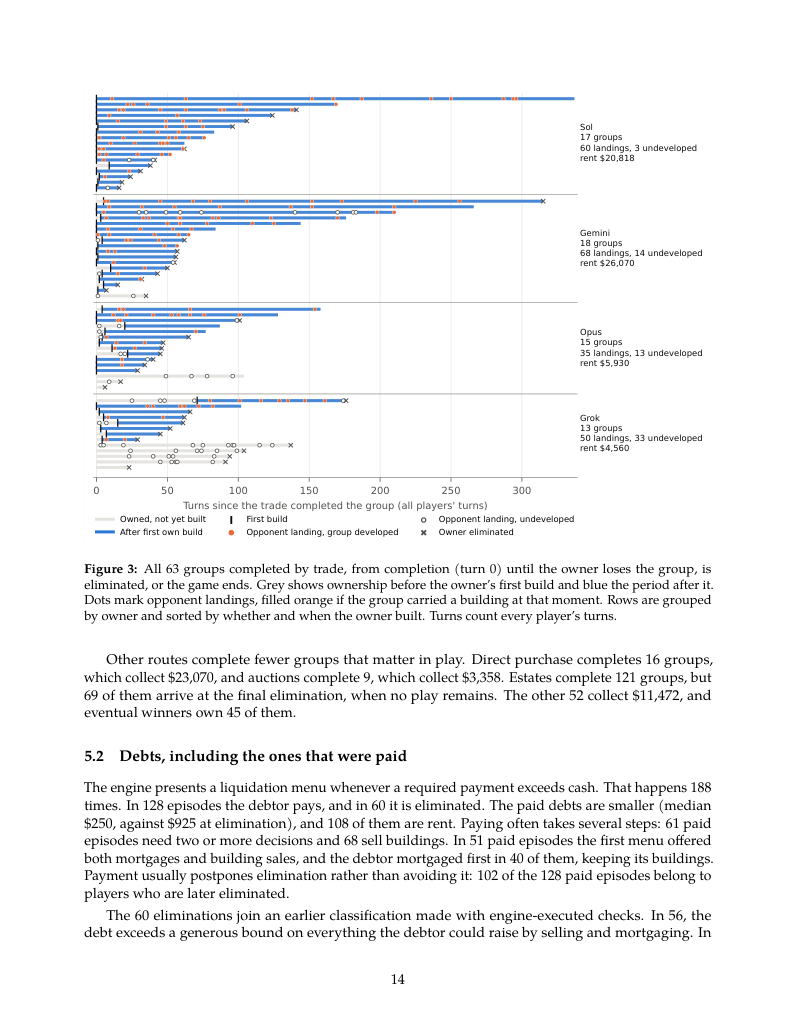 Sol
17 groups
60 landings, 3 undeveloped
rent $20,818
Gemini
18 groups
68 landings, 14 undeveloped
rent $26,070
Opus
15 groups
35 landings, 13 undeveloped
rent $5,930
Grok
13 groups
50 landings, 33 undeveloped
rent $4,560
0 50 100 150 200 250 300
Turns since the trade completed the group (all players' turns)
Owned, not yet built First build Opponent landing, undeveloped
After first own build Opponent landing, group developed Owner eliminated
Figure 3: All 63 groups completed by trade, from completion (turn 0) until the owner loses the group, is
eliminated, or the game ends. Grey shows ownership before the owner's first build and blue the period after it.
Dots mark opponent landings, filled orange if the group carried a building at that moment. Rows are grouped
by owner and sorted by whether and when the owner built. Turns count every player's turns.
Other routes complete fewer groups that matter in play. Direct purchase completes 16 groups,
which collect $23,070, and auctions complete 9, which collect $3,358. Estates complete 121 groups, but
69 of them arrive at the final elimination, when no play remains. The other 52 collect $11,472, and
eventual winners own 45 of them.
5.2 Debts, including the ones that were paid
The engine presents a liquidation menu whenever a required payment exceeds cash. That happens 188
times. In 128 episodes the debtor pays, and in 60 it is eliminated. The paid debts are smaller (median
$250, against $925 at elimination), and 108 of them are rent. Paying often takes several steps: 61 paid
episodes need two or more decisions and 68 sell buildings. In 51 paid episodes the first menu offered
both mortgages and building sales, and the debtor mortgaged first in 40 of them, keeping its buildings.
Payment usually postpones elimination rather than avoiding it: 102 of the 128 paid episodes belong to
players who are later eliminated.
The 60 eliminations join an earlier classification made with engine-executed checks. In 56, the
debt exceeds a generous bound on everything the debtor could raise by selling and mortgaging. In
14